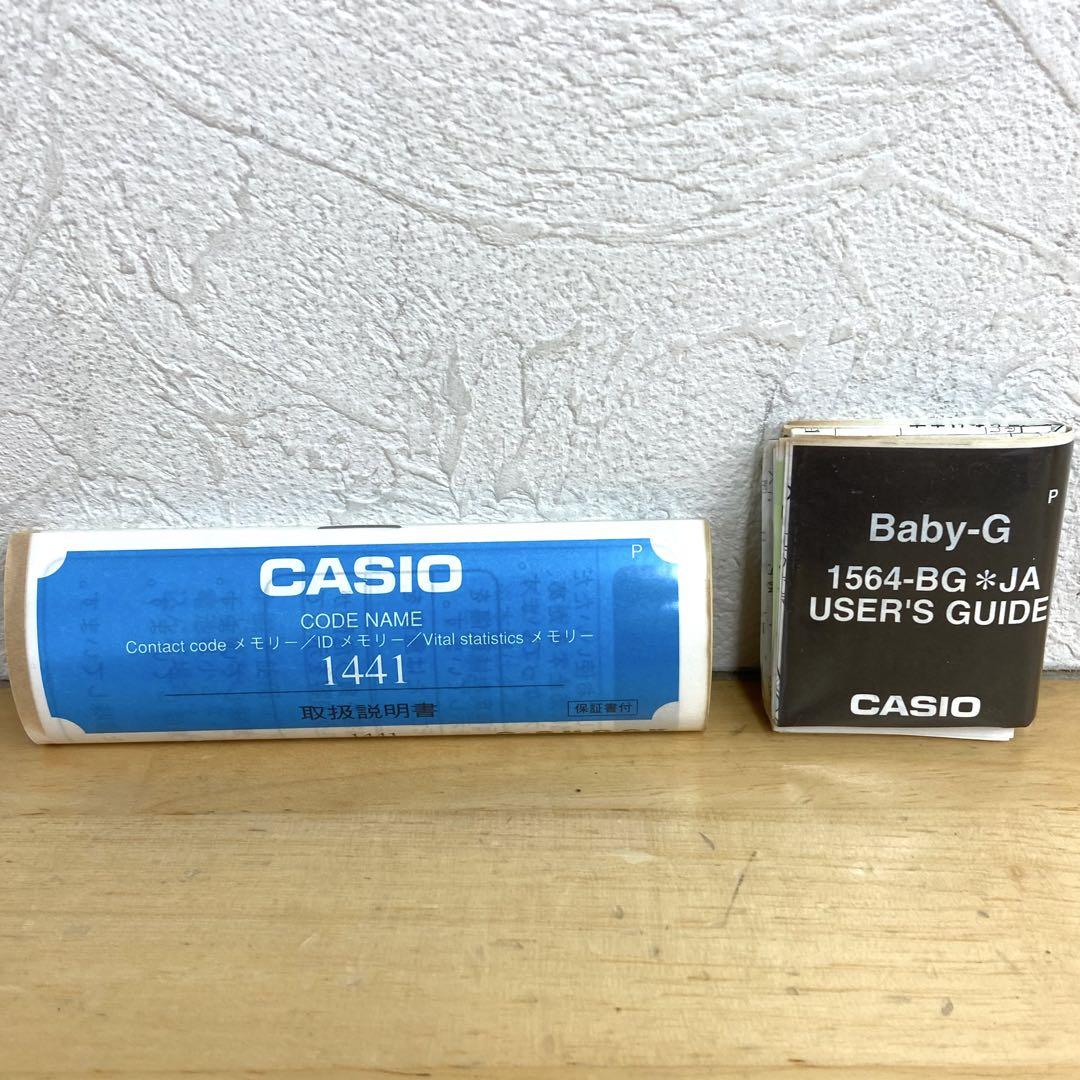 CASIO
P
CODE NAME
Contact code メモリー／ID メモリー／Vital statistics メモリー
1441
取扱説明書
保証書付
1441
P
Baby-G
1564-BG＊JA
USER'S GUIDE
CASIO